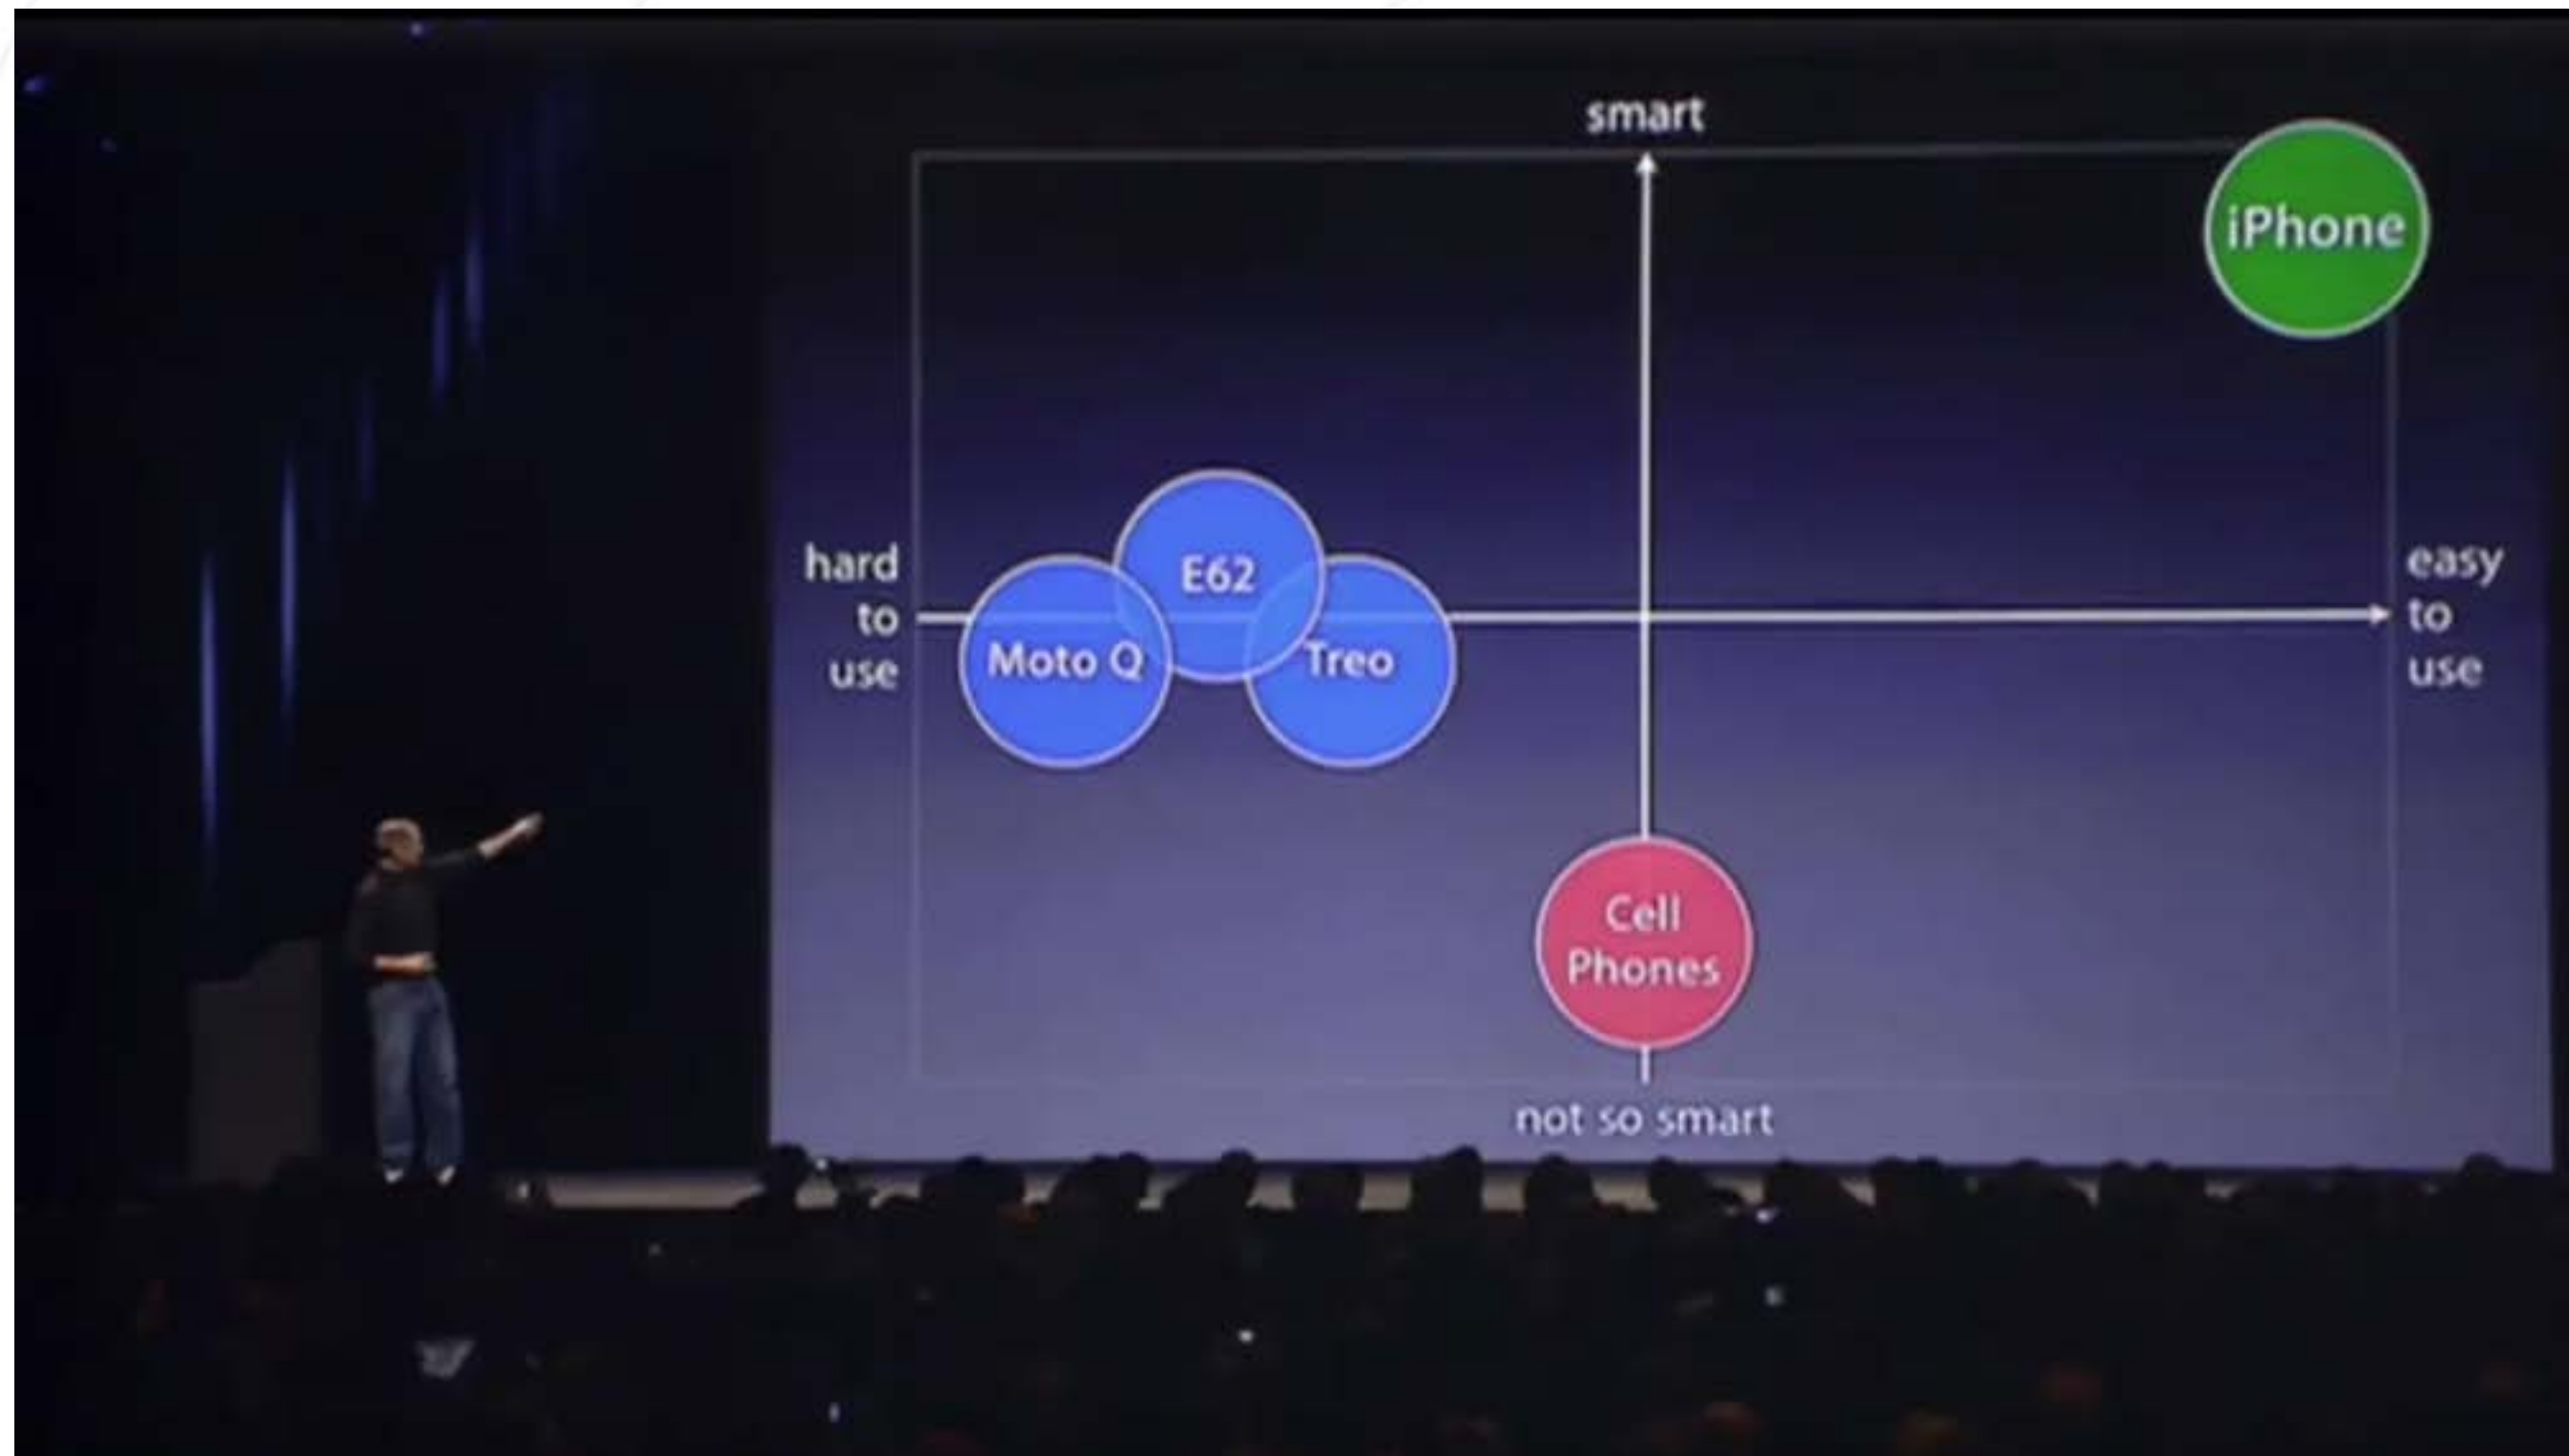 smart
iPhone
hard
to
use
E62
Moto Q
Treo
easy
to
use
Cell
Phones
not so smart